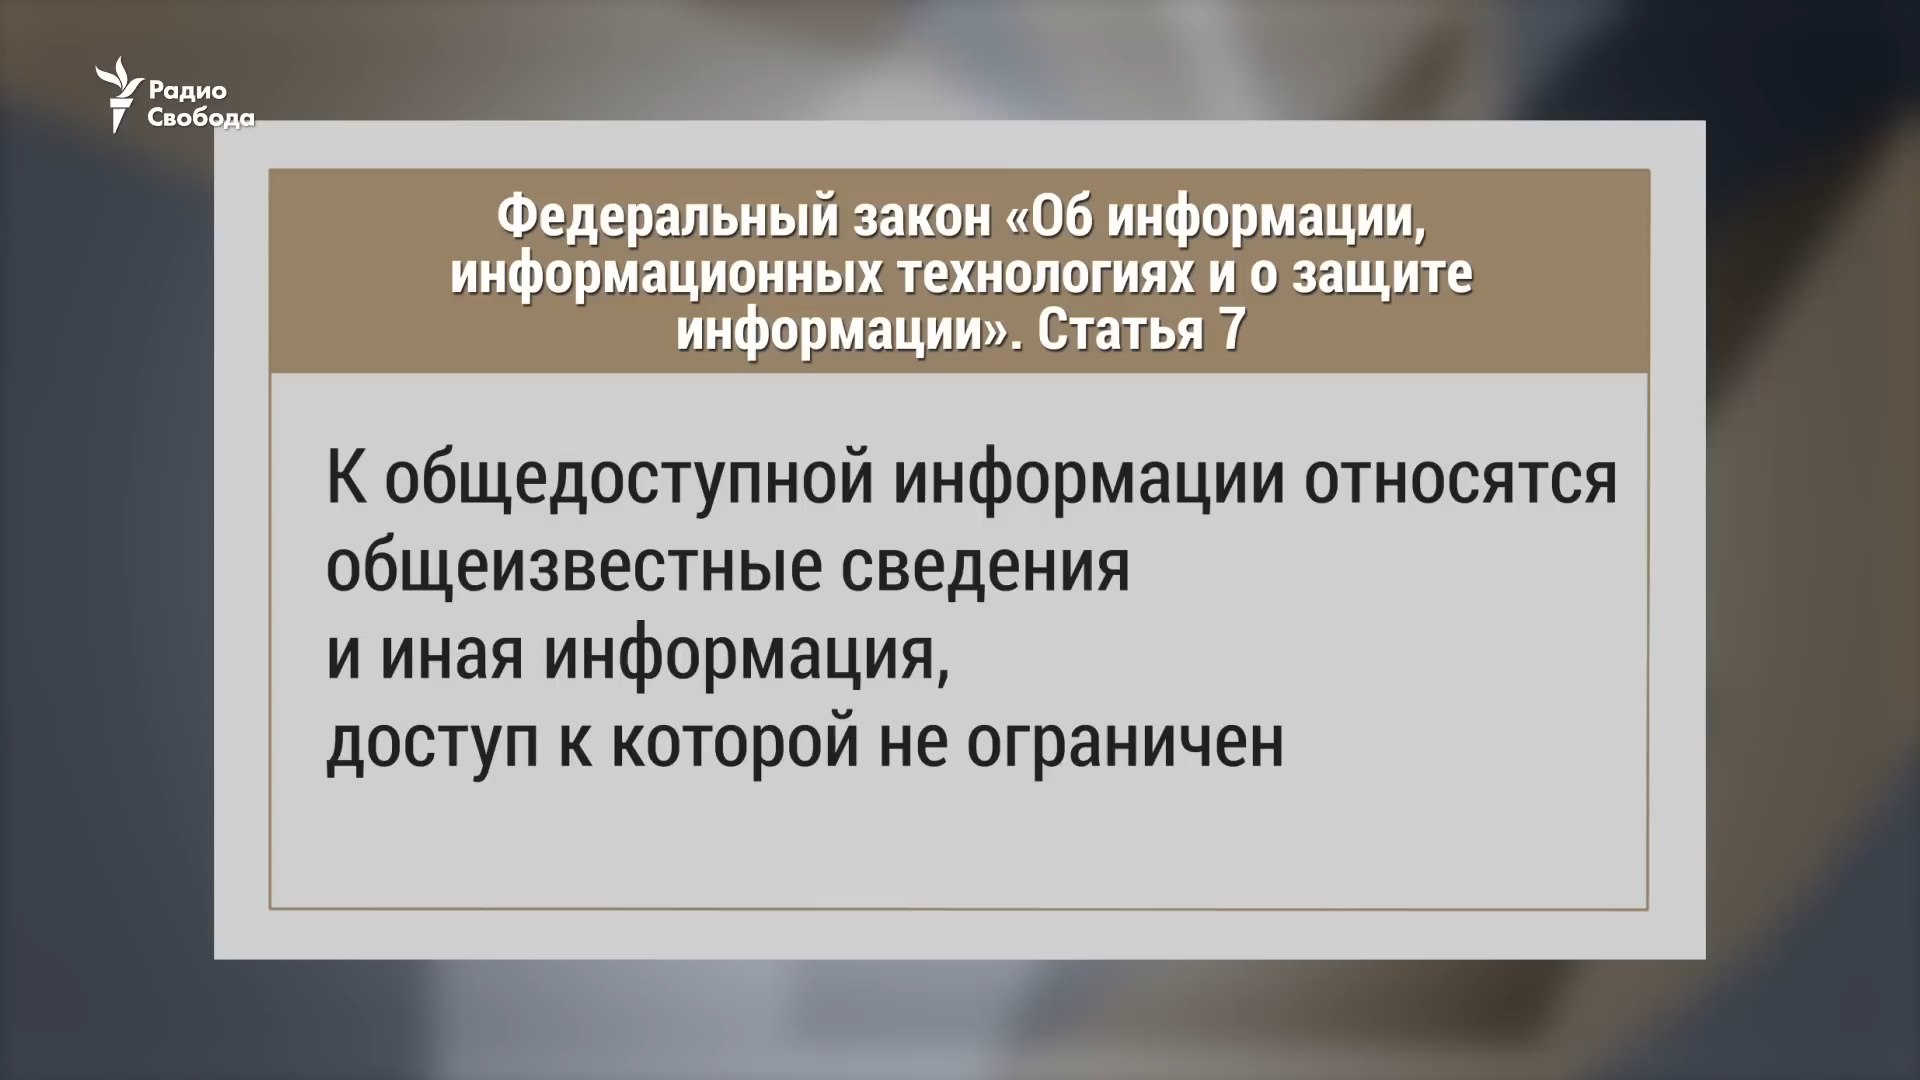 Радио
Свобода
Федеральный закон «Об информации,
информационных технологиях и о защите
информации». Статья 7
К общедоступной информации относятся
общеизвестные сведения
и иная информация,
доступ к которой не ограничен